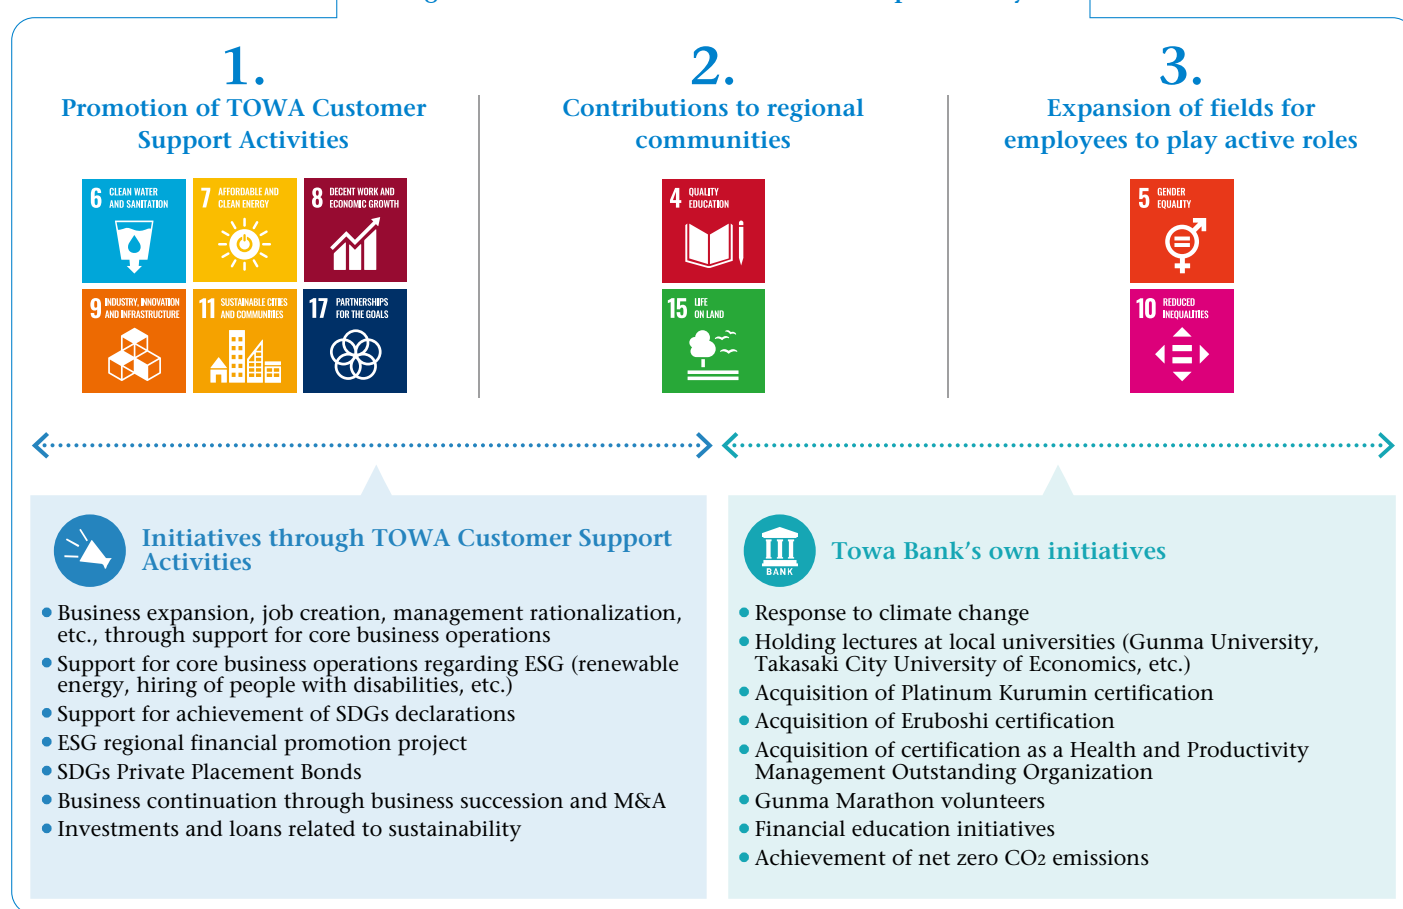 1.
Promotion of TOWA Customer
Support Activities
6 CLEAN WATER
AND SANITATION
7 AFFORDABLE AND
CLEAN ENERGY
8 DECENT WORK AND
ECONOMIC GROWTH
9 INDUSTRY, INNOVATION
AND INFRASTRUCTURE
11 SUSTAINABLE CITIES
AND COMMUNITIES
17 PARTNERSHIPS
FOR THE GOALS
2.
Contributions to regional
communities
4 QUALITY
EDUCATION
15 LIFE
ON LAND
3.
Expansion of fields for
employees to play active roles
5 GENDER
EQUALITY
10 REDUCED
INEQUALITIES
Initiatives through TOWA Customer Support
Activities
• Business expansion, job creation, management rationalization,
etc., through support for core business operations
• Support for core business operations regarding ESG (renewable
energy, hiring of people with disabilities, etc.)
• Support for achievement of SDGs declarations
• ESG regional financial promotion project
• SDGs Private Placement Bonds
• Business continuation through business succession and M&A
• Investments and loans related to sustainability
BANK
Towa Bank's own initiatives
• Response to climate change
• Holding lectures at local universities (Gunma University,
Takasaki City University of Economics, etc.)
• Acquisition of Platinum Kurumin certification
• Acquisition of Eruboshi certification
• Acquisition of certification as a Health and Productivity
Management Outstanding Organization
• Gunma Marathon volunteers
• Financial education initiatives
• Achievement of net zero CO2 emissions